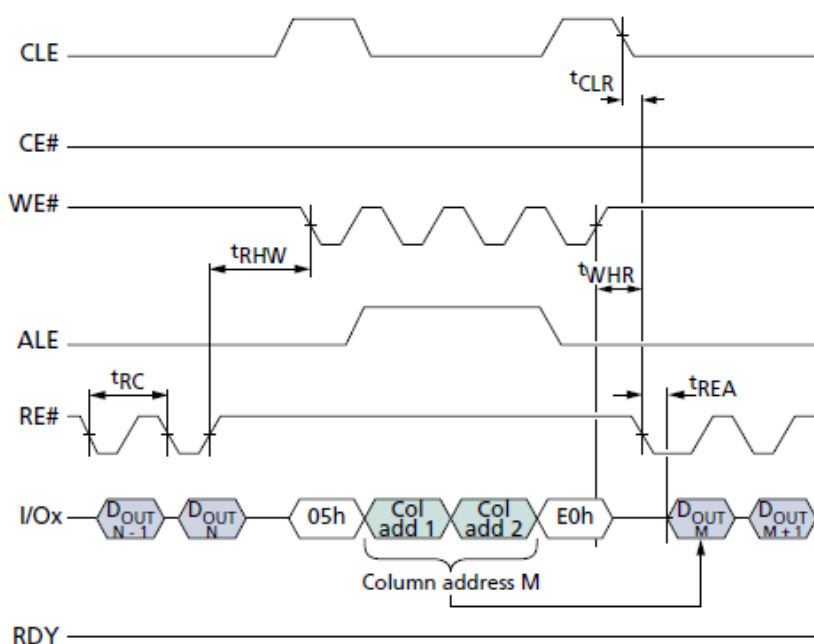 CLE
tCLR
CE#
WE#
tRHW
tWHR
ALE
tRC
tREA
RE#
I/Ox
DOUT
N - 1
DOUT
N
05h
Col
add 1
Col
add 2
E0h
DOUT
M
DOUT
M + 1
Column address M
RDY